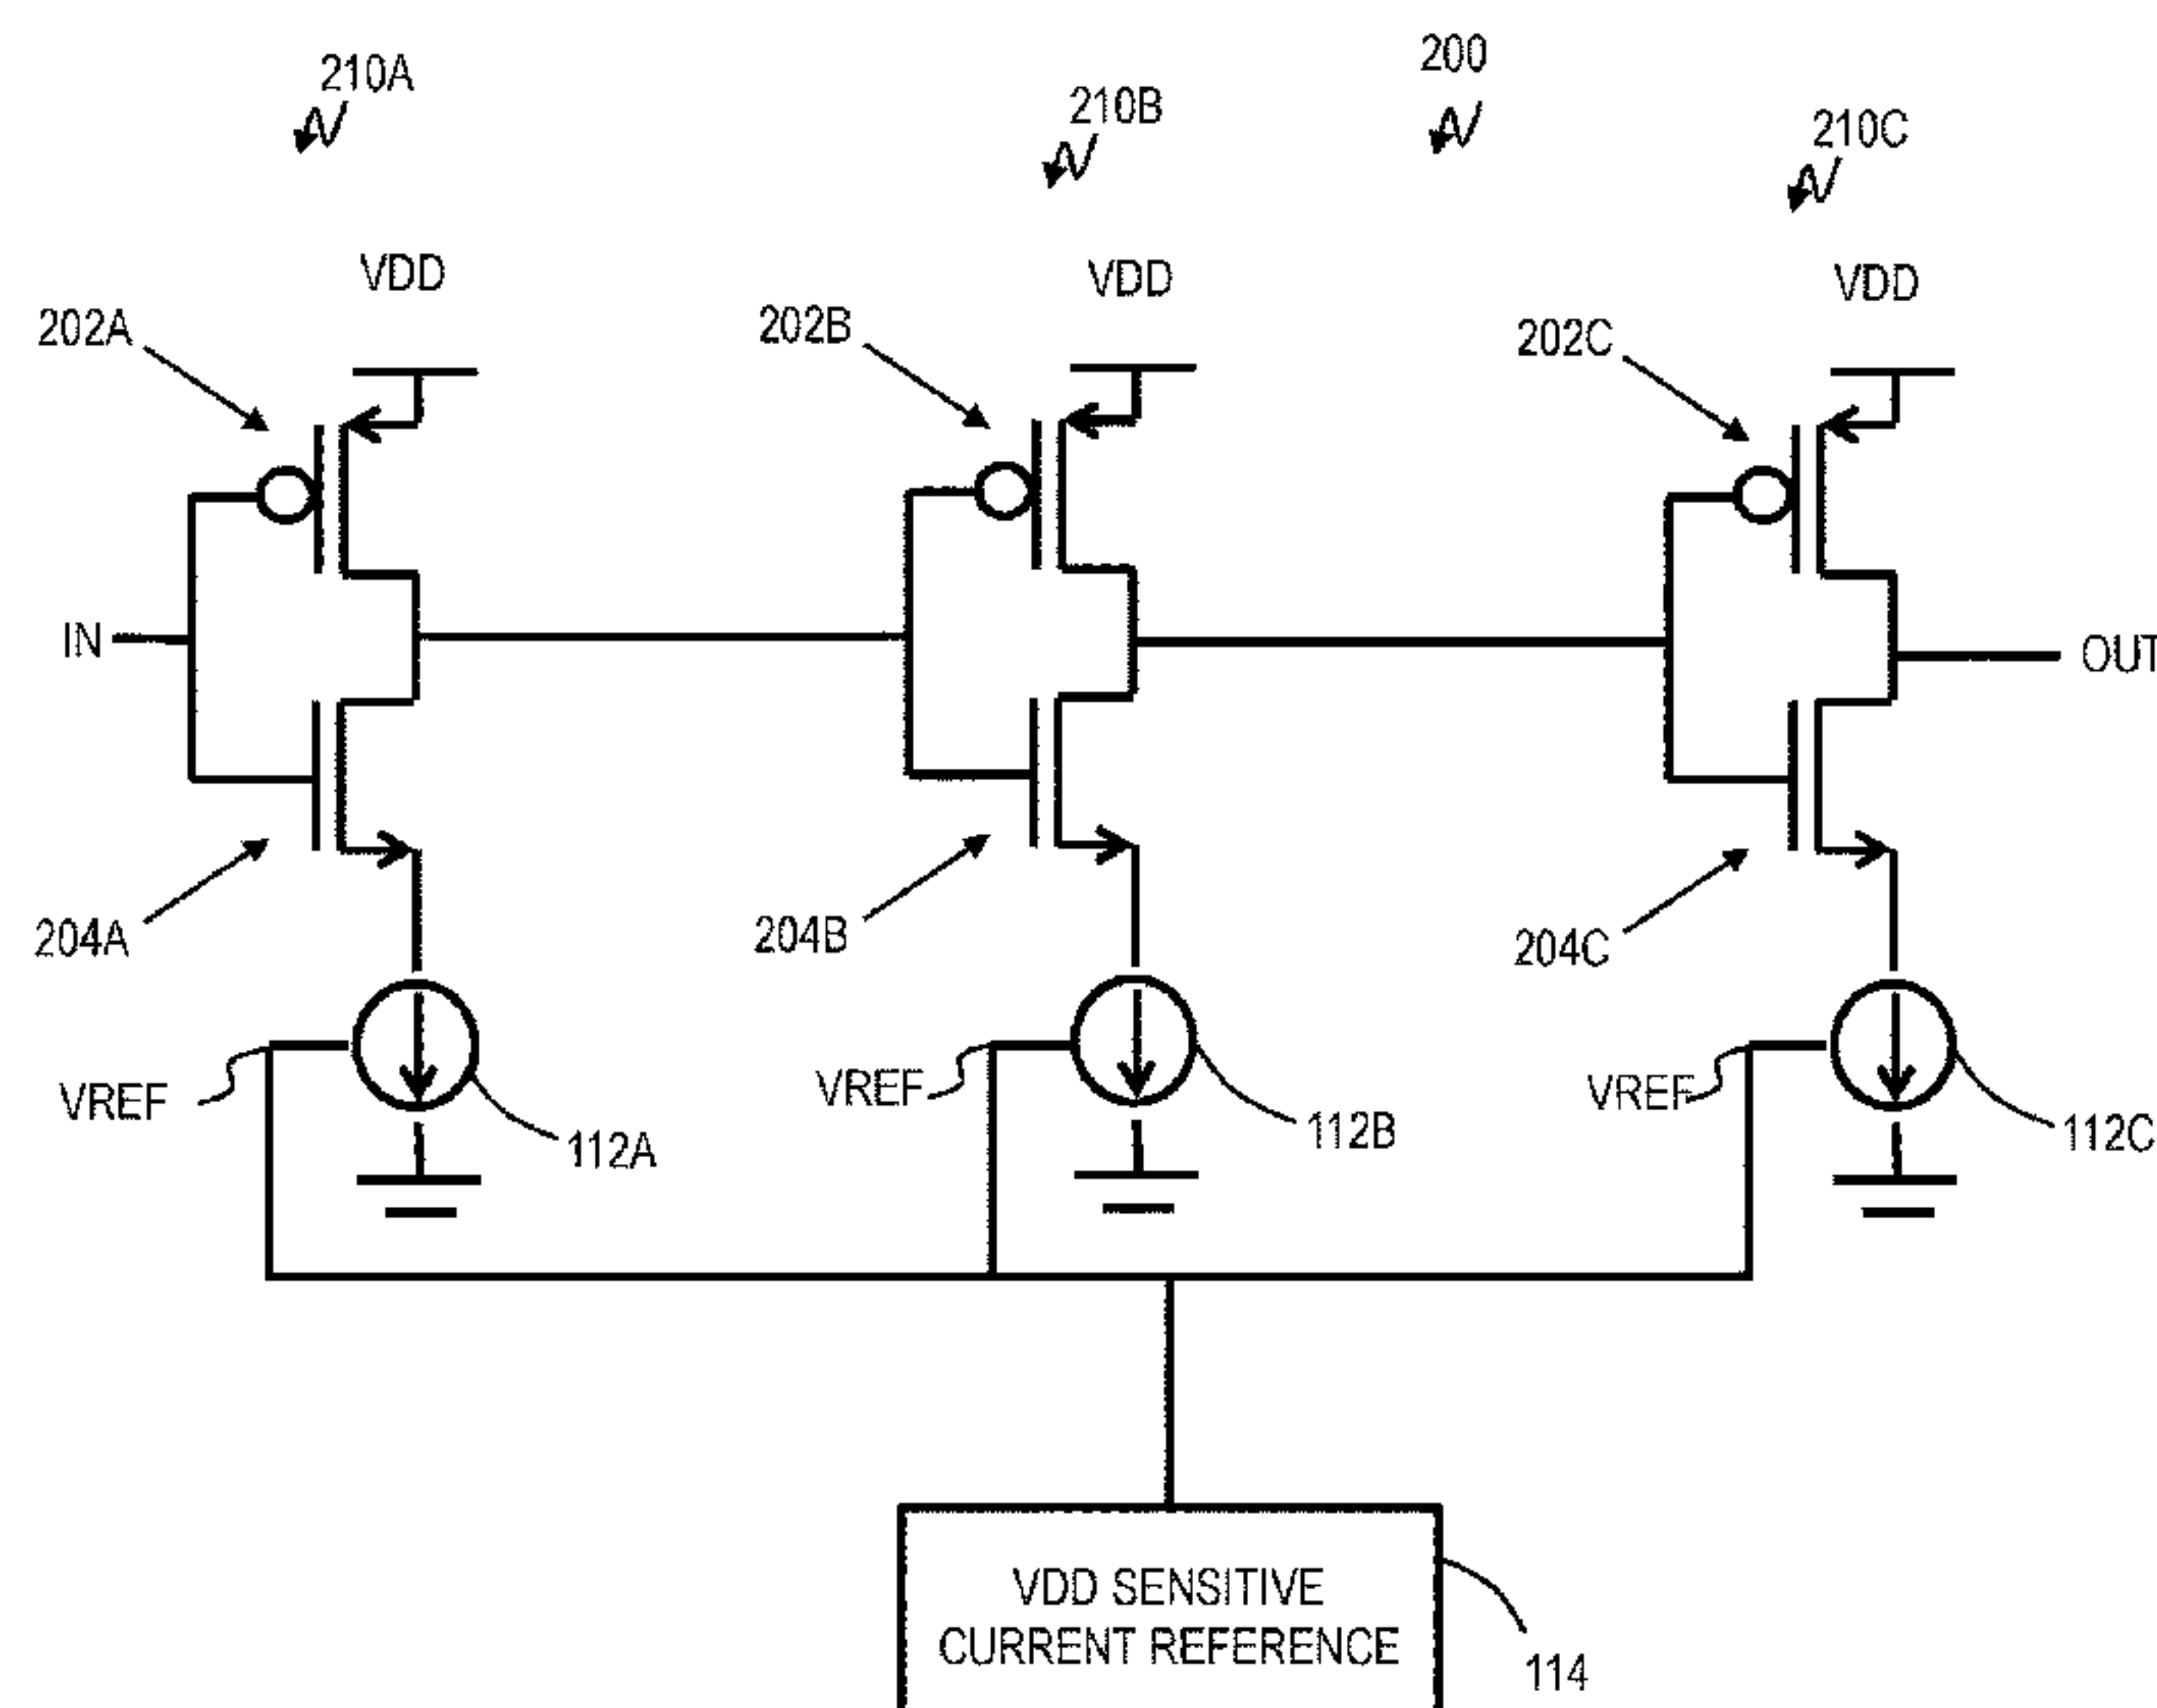 200
210A
210B
210C
VDD
VDD
VDD
202A
202B
202C
IN
OUT
204A
204B
204C
VREF
VREF
VREF
112A
112B
112C
VDD SENSITIVE
CURRENT REFERENCE
114